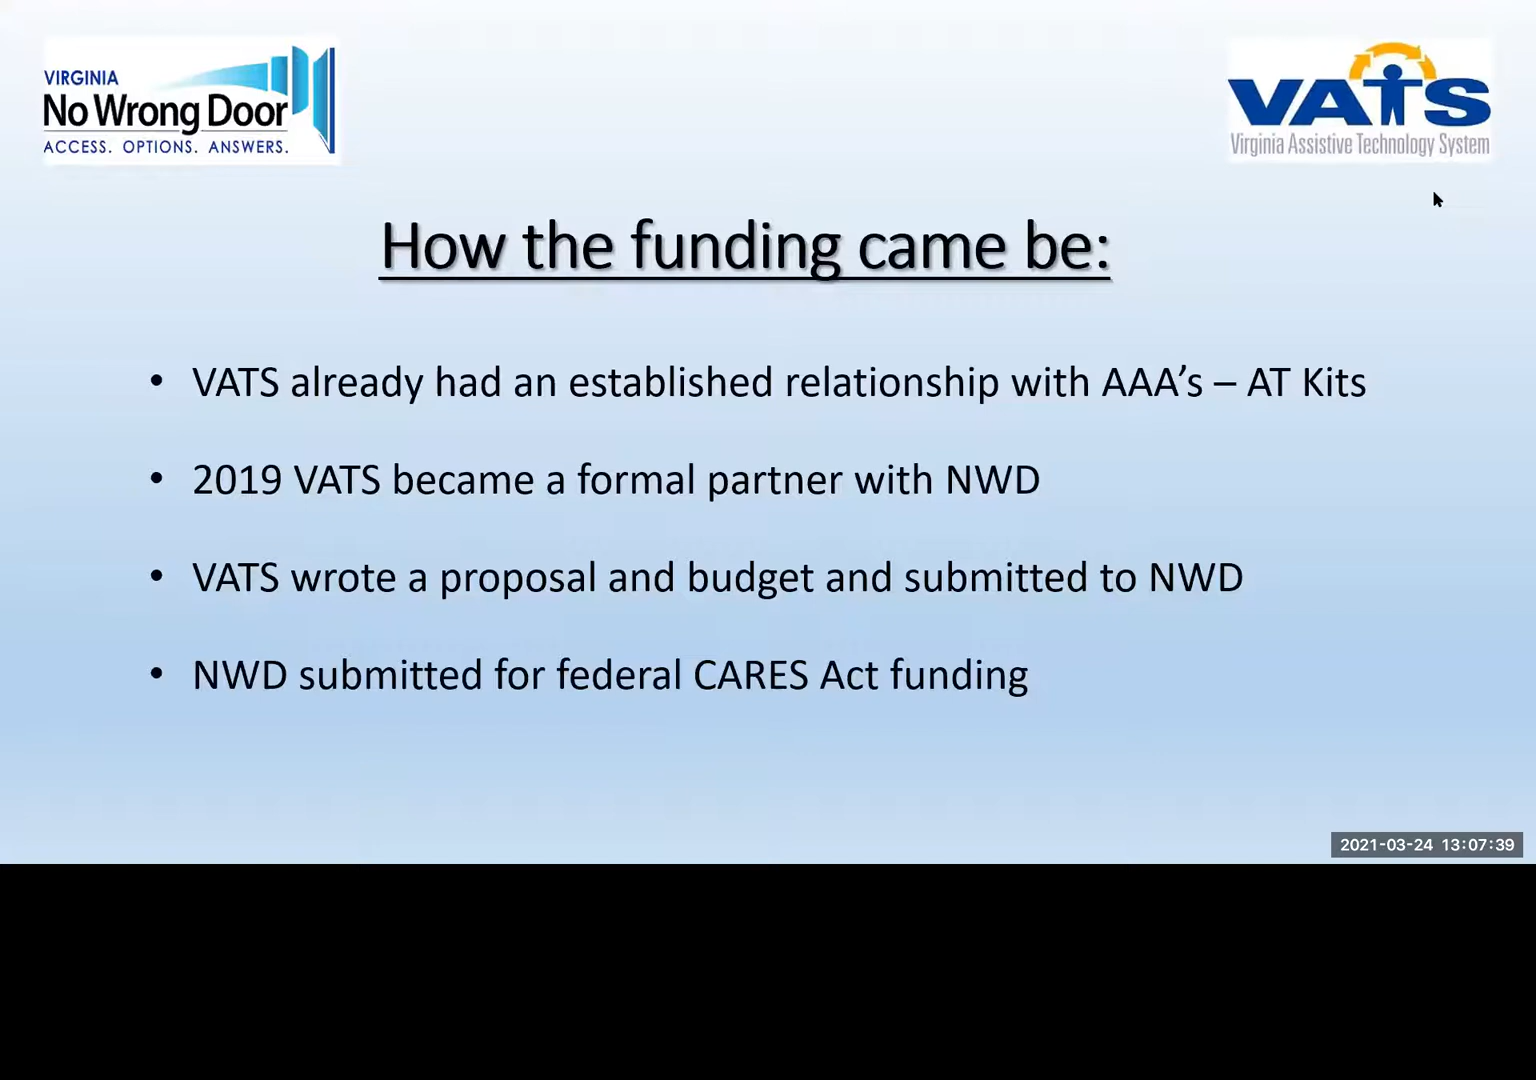 VIRGINIA
No Wrong Door
ACCESS. OPTIONS. ANSWERS.
VATS
Virginia Assistive Technology System
How the funding came be:
• VATS already had an established relationship with AAA’s – AT Kits
• 2019 VATS became a formal partner with NWD
• VATS wrote a proposal and budget and submitted to NWD
• NWD submitted for federal CARES Act funding
2021-03-24 13:07:39